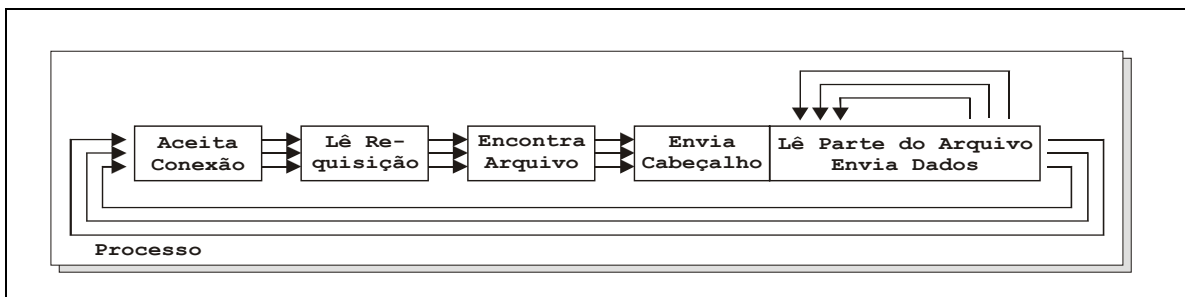 Aceita
Conexão
Lê Re-
quisição
Encontra
Arquivo
Envia
Cabeçalho
Lê Parte do Arquivo
Envia Dados
Processo